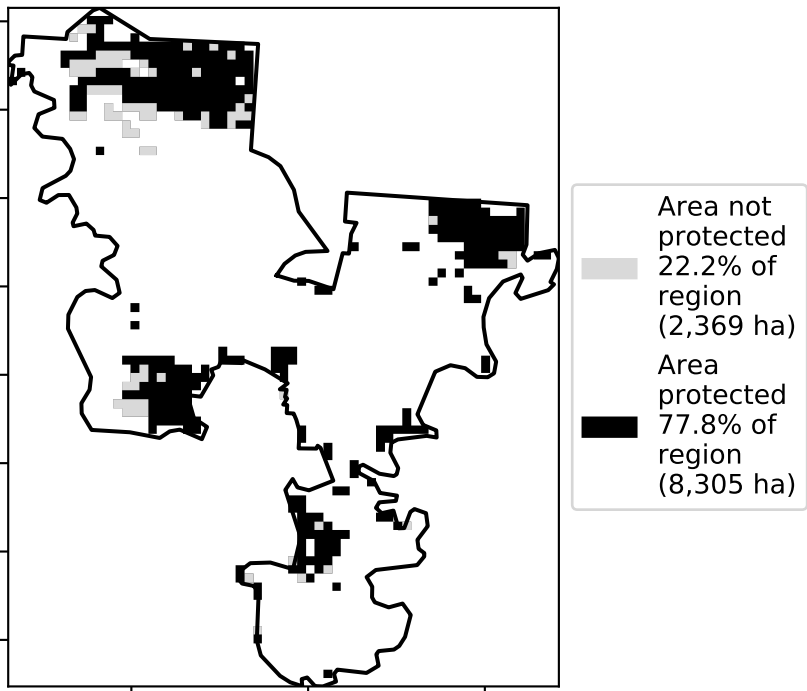 Area not
protected
22.2% of
region
(2,369 ha)
Area
protected
77.8% of
region
(8,305 ha)